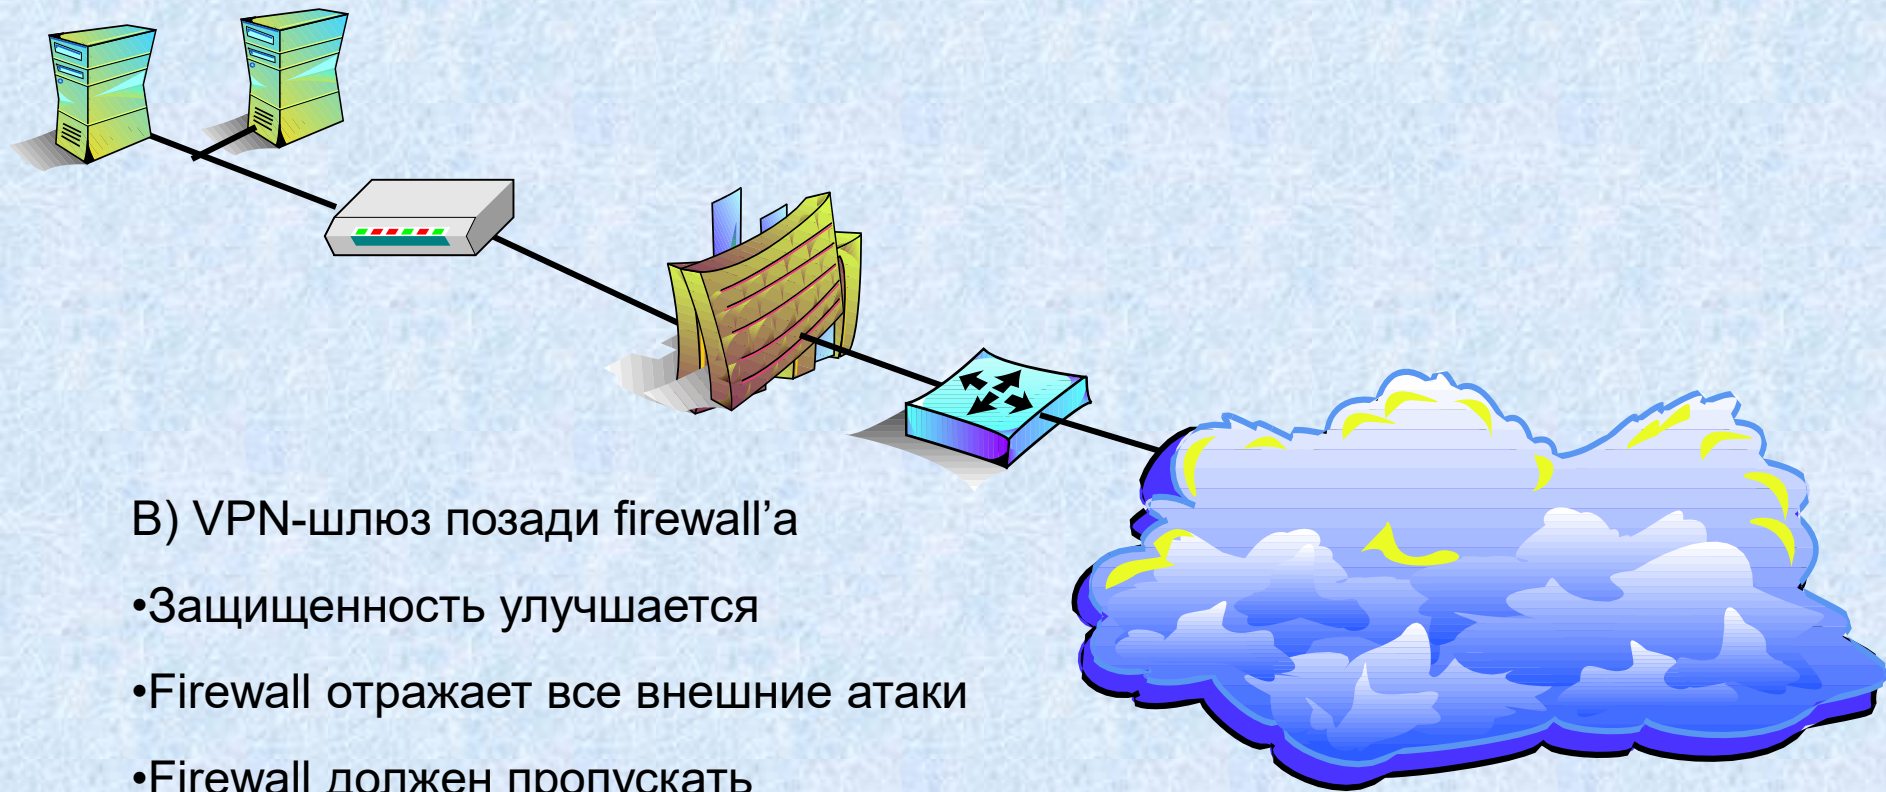 В) VPN-шлюз позади firewall’а
•Защищенность улучшается
•Firewall отражает все внешние атаки
•Firewall должен пропускать